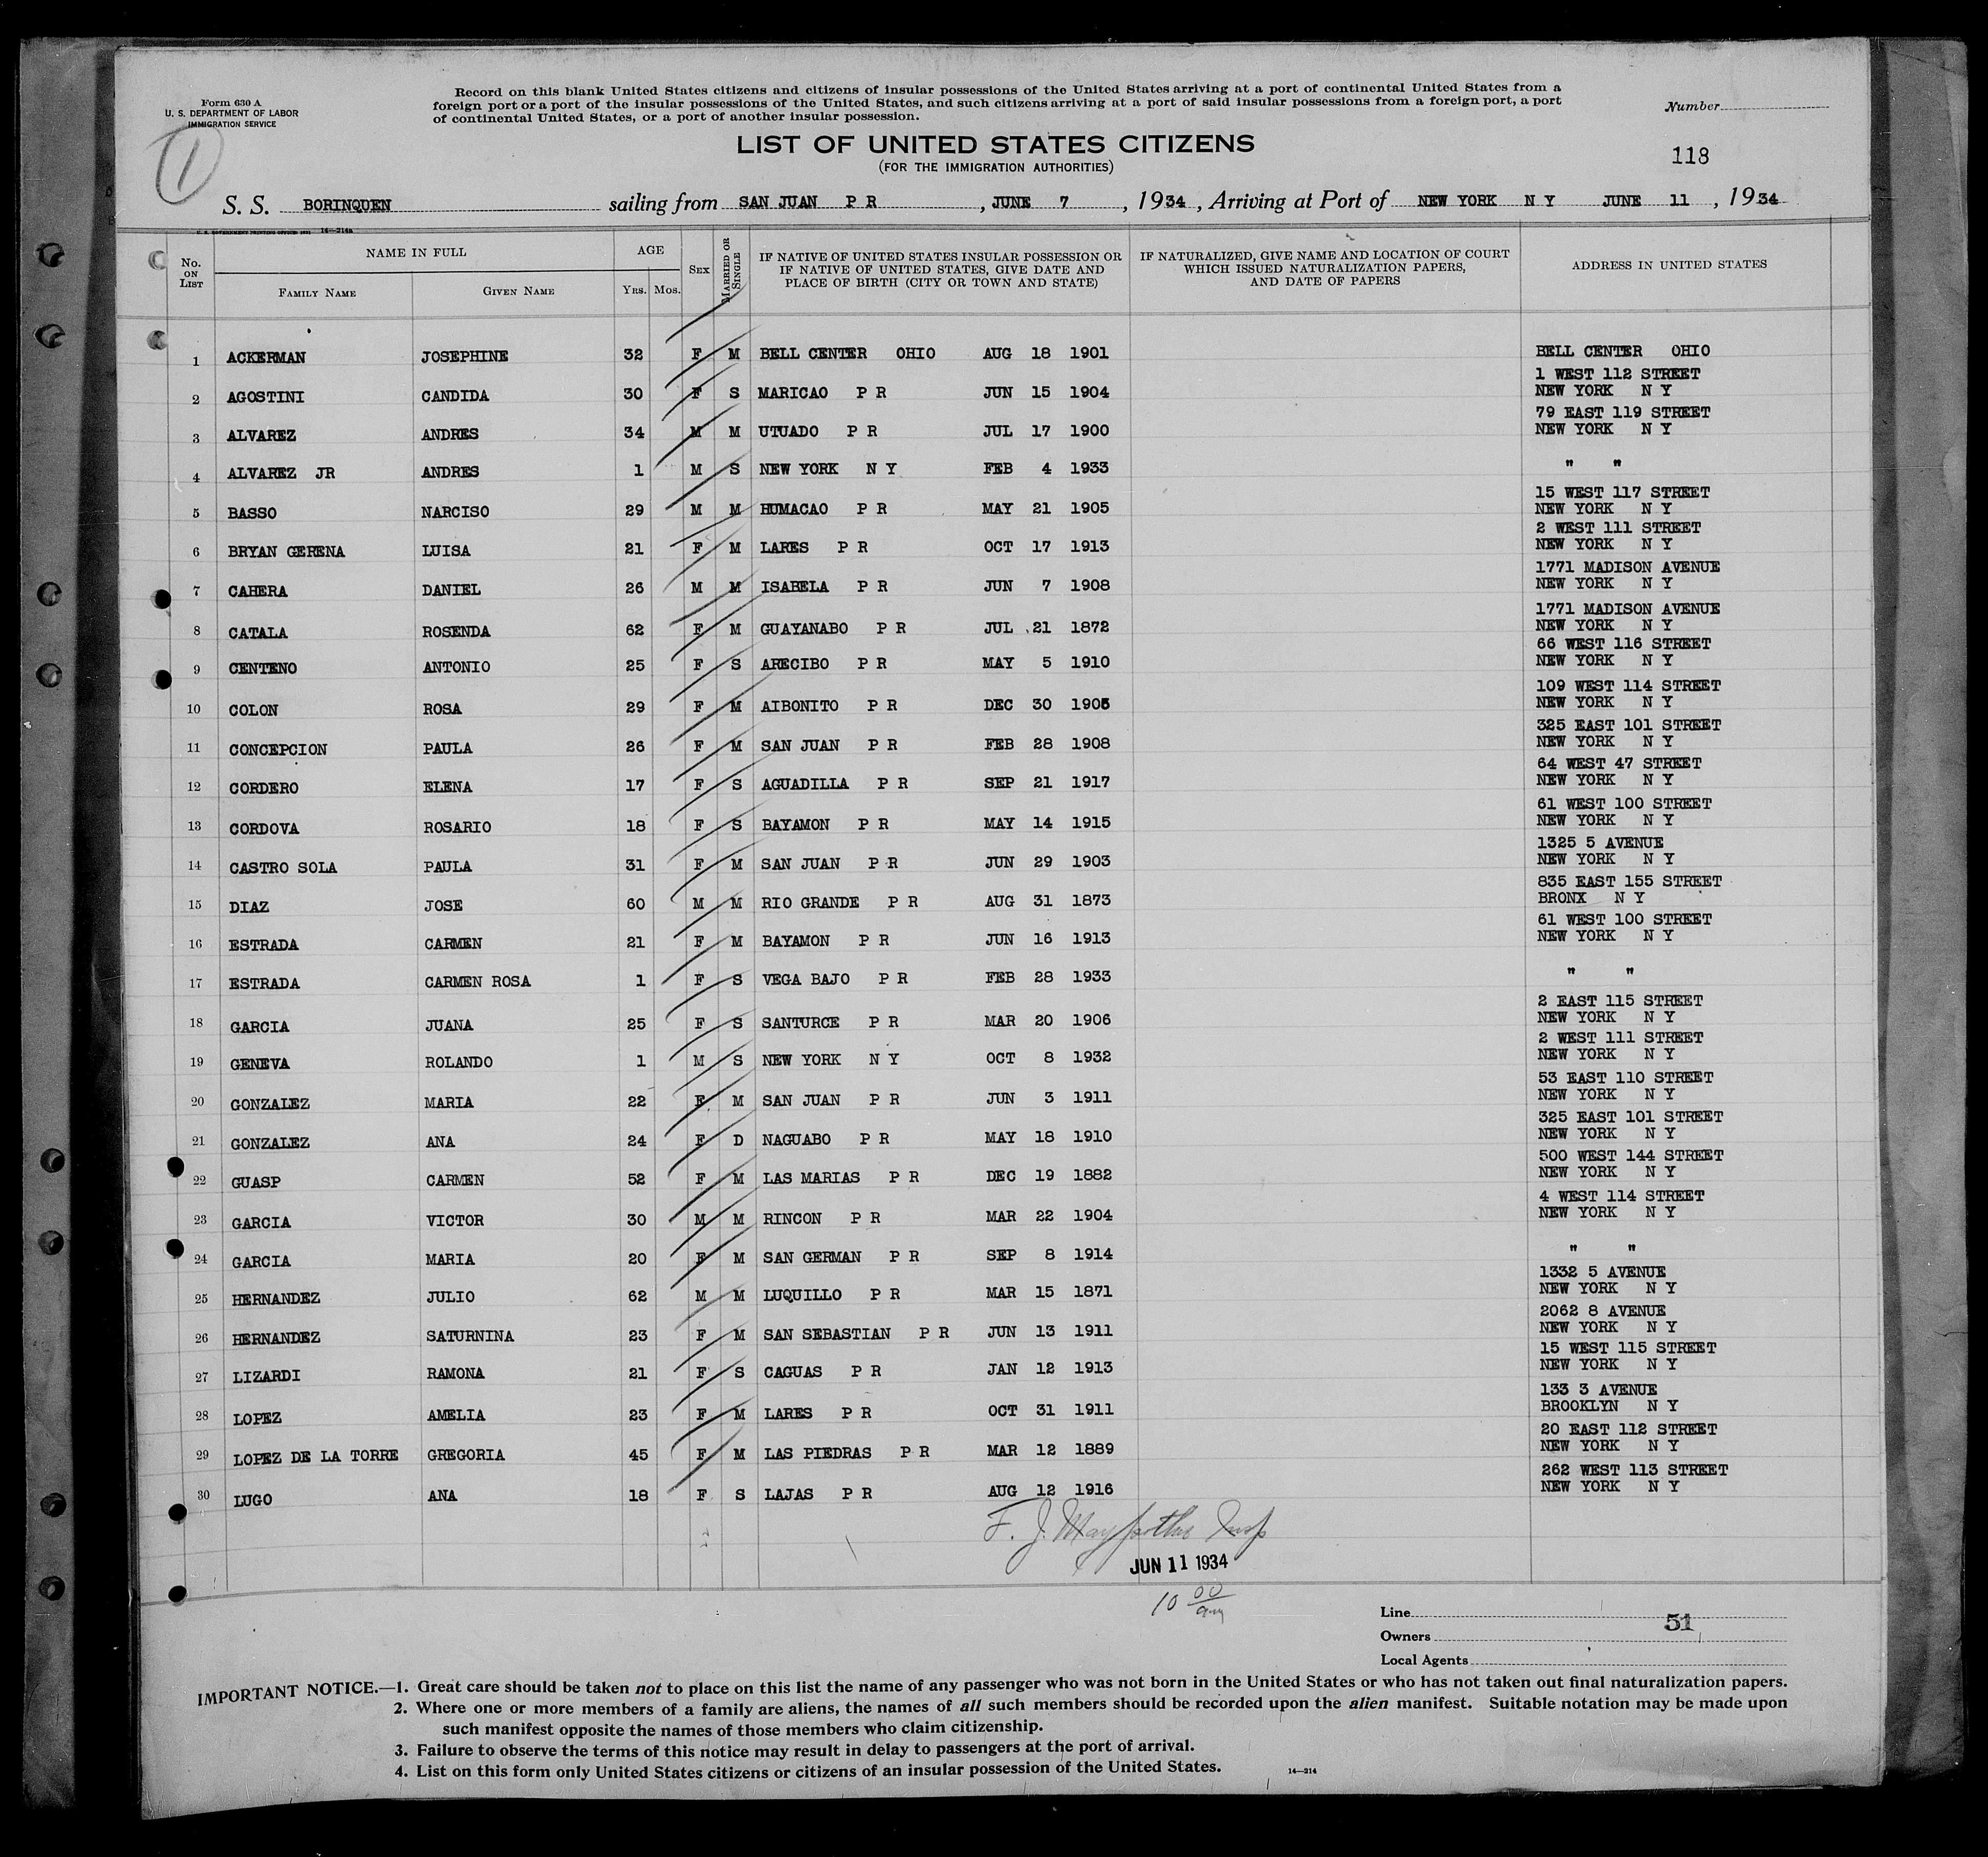 Form 630 A
U. S. DEPARTMENT OF LABOR
IMMIGRATION SERVICE
1
Record on this blank United States citizens and citizens of insular possessions of the United States arriving at a port of continental United States from a
foreign port or a port of the insular possessions of the United States, and such citizens arriving at a port of said insular possessions from a foreign port, a port
of continental United States, or a port of another insular possession.
Number
LIST OF UNITED STATES CITIZENS
(FOR THE IMMIGRATION AUTHORITIES)
118
S. S. BORINQUEN sailing from SAN JUAN P R , JUNE 7 , 1934 , Arriving at Port of NEW YORK N Y JUNE 11 , 1934
U. S. GOVERNMENT PRINTING OFFICE: 1931 14—214a
No. ON LIST
NAME IN FULL
FAMILY NAME
GIVEN NAME
AGE
YRS. MOS.
SEX
MARRIED OR SINGLE
IF NATIVE OF UNITED STATES INSULAR POSSESSION OR
IF NATIVE OF UNITED STATES, GIVE DATE AND
PLACE OF BIRTH (CITY OR TOWN AND STATE)
IF NATURALIZED, GIVE NAME AND LOCATION OF COURT
WHICH ISSUED NATURALIZATION PAPERS,
AND DATE OF PAPERS
ADDRESS IN UNITED STATES
1 ACKERMAN JOSEPHINE 32 F M BELL CENTER OHIO AUG 18 1901 BELL CENTER OHIO
2 AGOSTINI CANDIDA 30 F S MARICAO P R JUN 15 1904 1 WEST 112 STREET
NEW YORK N Y
3 ALVAREZ ANDRES 34 M M UTUADO P R JUL 17 1900 79 EAST 119 STREET
NEW YORK N Y
4 ALVAREZ JR ANDRES 1 M S NEW YORK N Y FEB 4 1933 " "
5 BASSO NARCISO 29 M M HUMACAO P R MAY 21 1905 15 WEST 117 STREET
NEW YORK N Y
6 BRYAN GERENA LUISA 21 F M LARES P R OCT 17 1913 2 WEST 111 STREET
NEW YORK N Y
7 CAHERA DANIEL 26 M M ISABELA P R JUN 7 1908 1771 MADISON AVENUE
NEW YORK N Y
8 CATALA ROSENDA 62 F M GUAYANABO P R JUL 21 1872 1771 MADISON AVENUE
NEW YORK N Y
9 CENTENO ANTONIO 25 F S ARECIBO P R MAY 5 1910 66 WEST 116 STREET
NEW YORK N Y
10 COLON ROSA 29 F M AIBONITO P R DEC 30 1905 109 WEST 114 STREET
NEW YORK N Y
11 CONCEPCION PAULA 26 F M SAN JUAN P R FEB 28 1908 325 EAST 101 STREET
NEW YORK N Y
12 CORDERO ELENA 17 F S AGUADILLA P R SEP 21 1917 64 WEST 47 STREET
NEW YORK N Y
13 CORDOVA ROSARIO 18 F S BAYAMON P R MAY 14 1915 61 WEST 100 STREET
NEW YORK N Y
14 CASTRO SOLA PAULA 31 F M SAN JUAN P R JUN 29 1903 1325 5 AVENUE
NEW YORK N Y
15 DIAZ JOSE 60 M M RIO GRANDE P R AUG 31 1873 835 EAST 155 STREET
BRONX N Y
16 ESTRADA CARMEN 21 F M BAYAMON P R JUN 16 1913 61 WEST 100 STREET
NEW YORK N Y
17 ESTRADA CARMEN ROSA 1 F S VEGA BAJO P R FEB 28 1933 " "
18 GARCIA JUANA 25 F S SANTURCE P R MAR 20 1906 2 EAST 115 STREET
NEW YORK N Y
19 GENEVA ROLANDO 1 M S NEW YORK N Y OCT 8 1932 2 WEST 111 STREET
NEW YORK N Y
20 GONZALEZ MARIA 22 F M SAN JUAN P R JUN 3 1911 53 EAST 110 STREET
NEW YORK N Y
21 GONZALEZ ANA 24 F D NAGUABO P R MAY 18 1910 325 EAST 101 STREET
NEW YORK N Y
22 GUASP CARMEN 52 F M LAS MARIAS P R DEC 19 1882 500 WEST 144 STREET
NEW YORK N Y
23 GARCIA VICTOR 30 M M RINCON P R MAR 22 1904 4 WEST 114 STREET
NEW YORK N Y
24 GARCIA MARIA 20 F M SAN GERMAN P R SEP 8 1914 " "
25 HERNANDEZ JULIO 62 M M LUQUILLO P R MAR 15 1871 1332 5 AVENUE
NEW YORK N Y
26 HERNANDEZ SATURNINA 23 F M SAN SEBASTIAN P R JUN 13 1911 2062 8 AVENUE
NEW YORK N Y
27 LIZARDI RAMONA 21 F S CAGUAS P R JAN 12 1913 15 WEST 115 STREET
NEW YORK N Y
28 LOPEZ AMELIA 23 F M LARES P R OCT 31 1911 133 3 AVENUE
BROOKLYN N Y
29 LOPEZ DE LA TORRE GREGORIA 45 F M LAS PIEDRAS P R MAR 12 1889 20 EAST 112 STREET
NEW YORK N Y
30 LUGO ANA 18 F S LAJAS P R AUG 12 1916 262 WEST 113 STREET
NEW YORK N Y
F. J. Insp
JUN 11 1934
10 00 am
Line
51
Owners
Local Agents
IMPORTANT NOTICE.—1. Great care should be taken not to place on this list the name of any passenger who was not born in the United States or who has not taken out final naturalization papers.
2. Where one or more members of a family are aliens, the names of all such members should be recorded upon the alien manifest. Suitable notation may be made upon
such manifest opposite the names of those members who claim citizenship.
3. Failure to observe the terms of this notice may result in delay to passengers at the port of arrival.
4. List on this form only United States citizens or citizens of an insular possession of the United States.
14—214